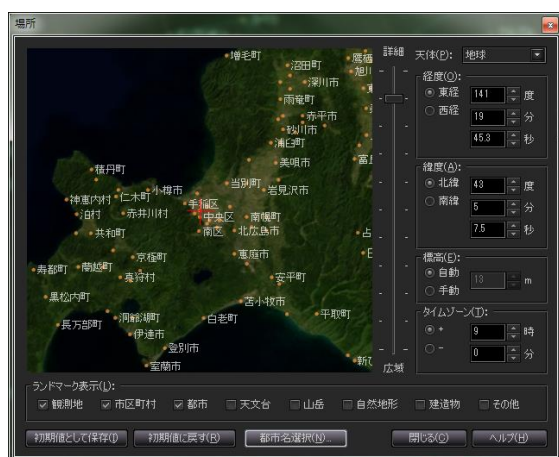 場所
増毛町
沼田町
鷹栖
旭川
深川市
雨竜町
赤平市
砂川市
浦臼町
美唄市
富
積丹町
小樽市
当別町
岩見沢市
神恵内村
仁木町
手稲区
泊村
赤井川村
中央区
南幌町
共和町
南区
北広島市
占
京極町
恵庭市
寿都町
蘭越町
真狩村
安平町
黒松内町
苫小牧市
洞爺湖町
白老町
平取町
長万部町
伊達市
登別市
室蘭市
新ひ
詳細
広域
天体(P): 地球
経度(O):
東経 141 度
西経 19 分
45.3 秒
緯度(A):
北緯 43 度
南緯 5 分
7.5 秒
標高(E):
自動 13 m
手動
タイムゾーン(T):
+ 9 時
- 0 分
ランドマーク表示(L):
観測地 市区町村 都市 天文台 山岳 自然地形 建造物 その他
初期値として保存(I) 初期値に戻す(R) 都市名選択(N)... 閉じる(C) ヘルプ(H)